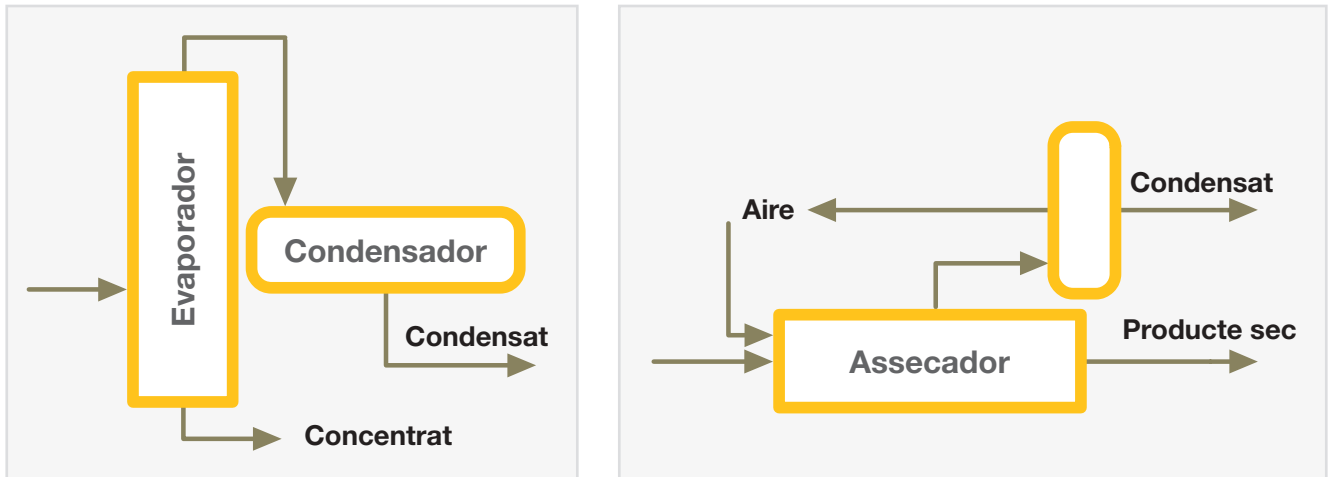 Evaporador
Condensador
Condensat
Concentrat
Condensat
Aire
Producte sec
Assecador